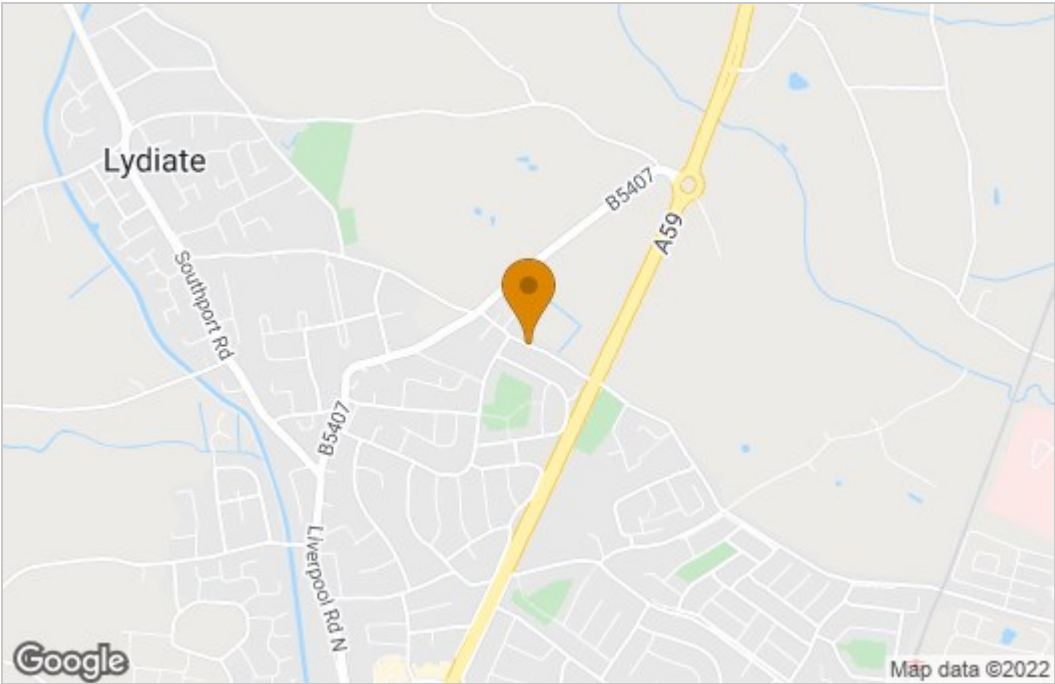 Lydiate
B5407
A59
Southport Rd
B5407
Liverpool Rd N
Google
Map data ©2022